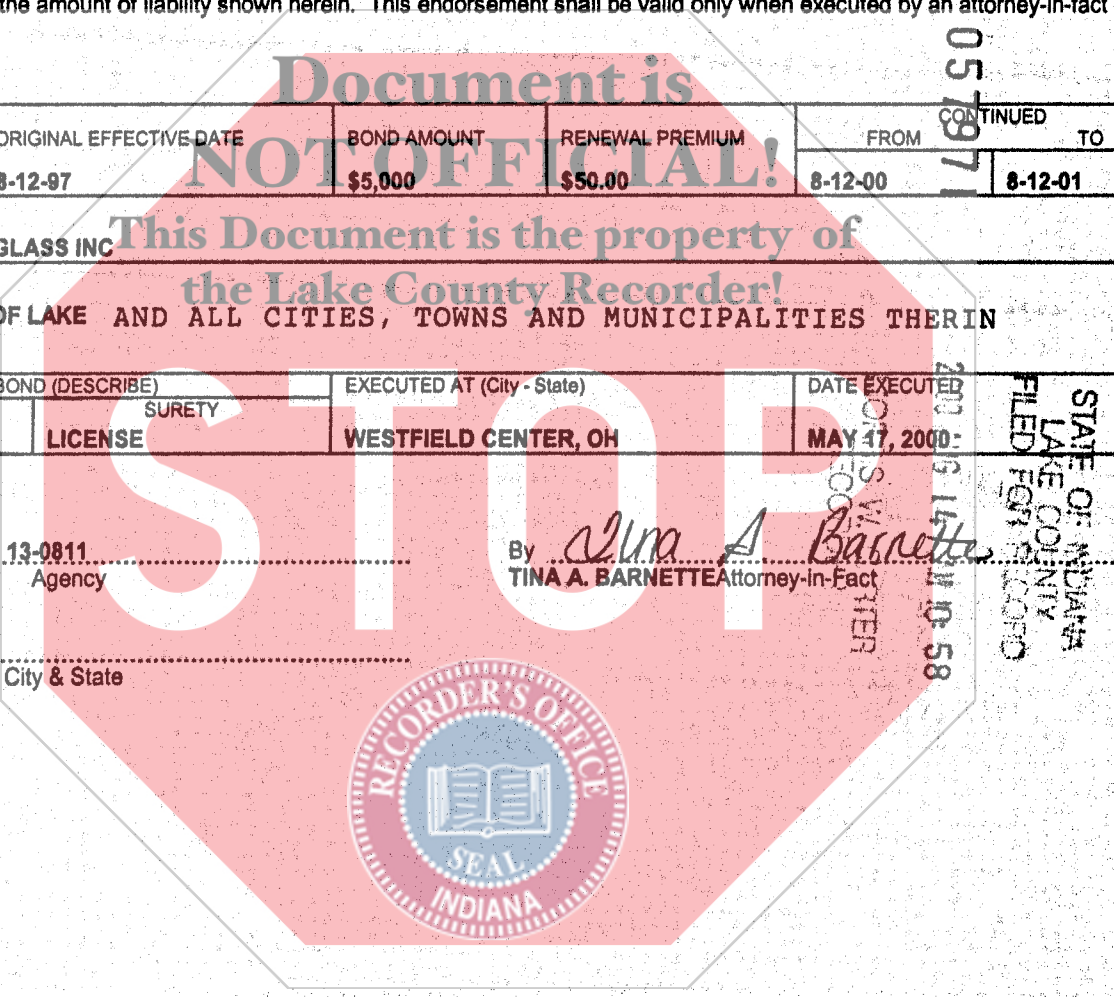 the amount of liability shown herein. This endorsement shall be valid only when executed by an attorney-in-fact
Document is
NOT OFFICIAL!
This Document is the property of
the Lake County Recorder!
STOP
ORIGINAL EFFECTIVE DATE BOND AMOUNT RENEWAL PREMIUM CONTINUED FROM TO
8-12-97 $5,000 $50.00 8-12-00 8-12-01
GLASS INC
OF LAKE AND ALL CITIES, TOWNS AND MUNICIPALITIES THERIN
BOND (DESCRIBE) EXECUTED AT (City - State) DATE EXECUTED
SURETY
LICENSE WESTFIELD CENTER, OH MAY 17, 2000
13-0811 By Tina A Barnette
Agency TINA A. BARNETTE Attorney-in-Fact
City & State
057971
STATE OF INDIANA
LAKE COUNTY
FILED FOR RECORD
RECORDER'S OFFICE
SEAL
INDIANA